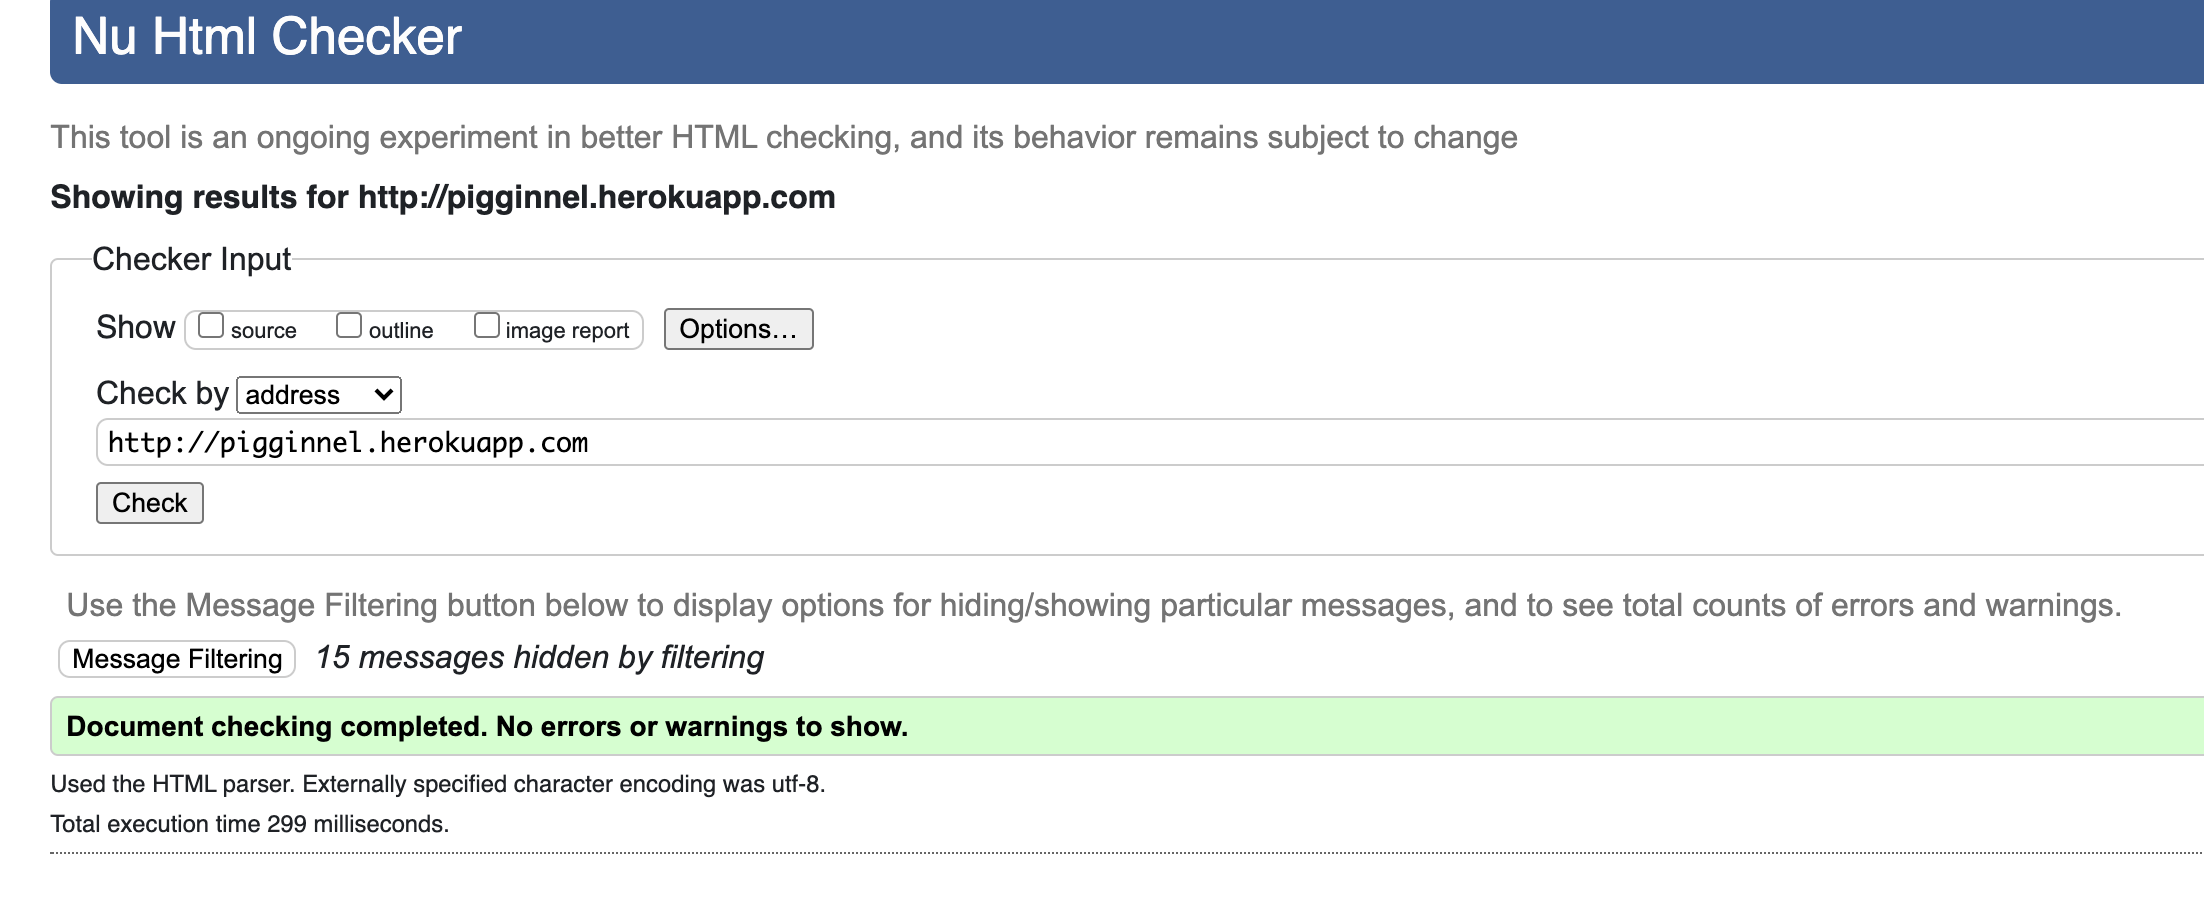 Nu Html Checker
This tool is an ongoing experiment in better HTML checking, and its behavior remains subject to change
Showing results for http://pigginnel.herokuapp.com
Checker Input
Show source outline image report Options...
Check by address
http://pigginnel.herokuapp.com
Check
Use the Message Filtering button below to display options for hiding/showing particular messages, and to see total counts of errors and warnings.
Message Filtering 15 messages hidden by filtering
Document checking completed. No errors or warnings to show.
Used the HTML parser. Externally specified character encoding was utf-8.
Total execution time 299 milliseconds.